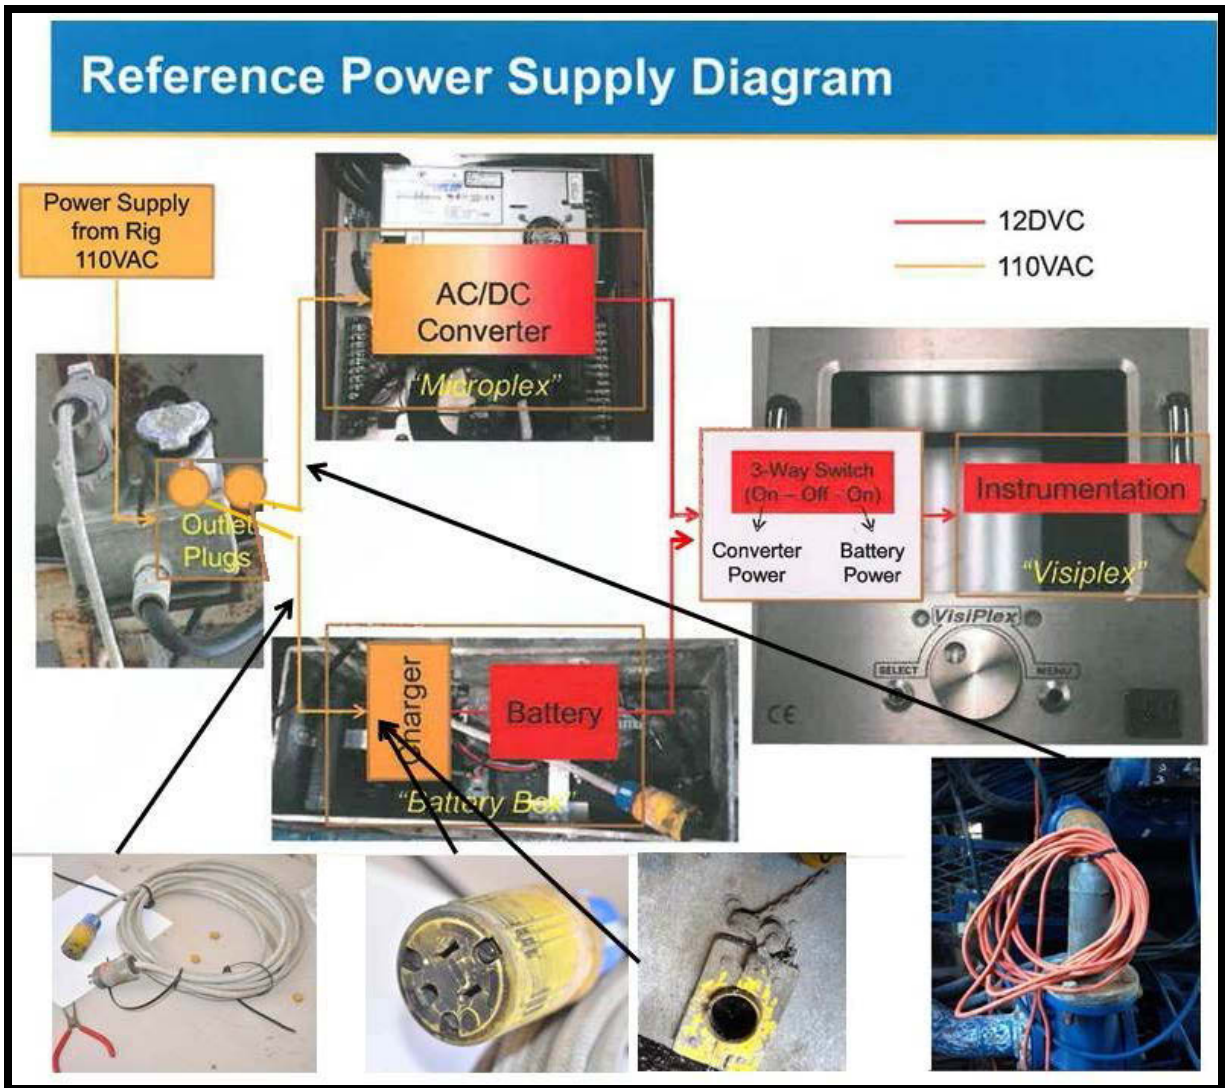 Reference Power Supply Diagram
Power Supply
from Rig
110VAC
12DVC
110VAC
AC/DC
Converter
"Microplex"
Outlet
Plugs
3-Way Switch
(On – Off - On)
Converter
Power
Battery
Power
Instrumentation
"Visiplex"
VisiPlex
SELECT
MENU
CE
Charger
Battery
"Battery Box"